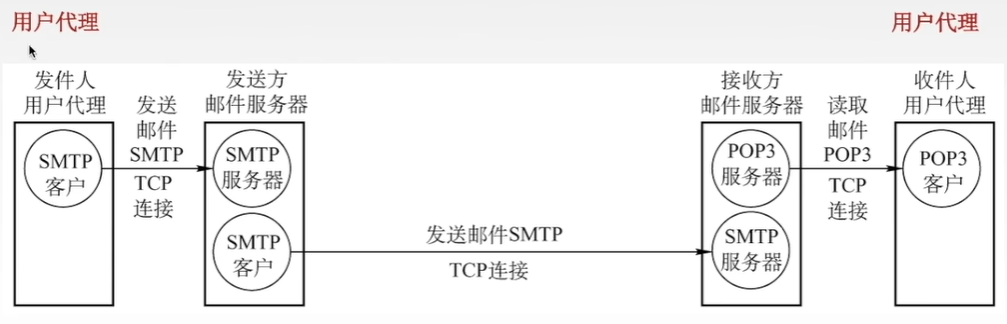 用户代理
用户代理
发件人
用户代理
发送
邮件
SMTP
TCP
连接
发送方
邮件服务器
接收方
邮件服务器
读取
邮件
POP3
TCP
连接
收件人
用户代理
SMTP
客户
SMTP
服务器
POP3
服务器
POP3
客户
SMTP
客户
发送邮件SMTP
TCP连接
SMTP
服务器